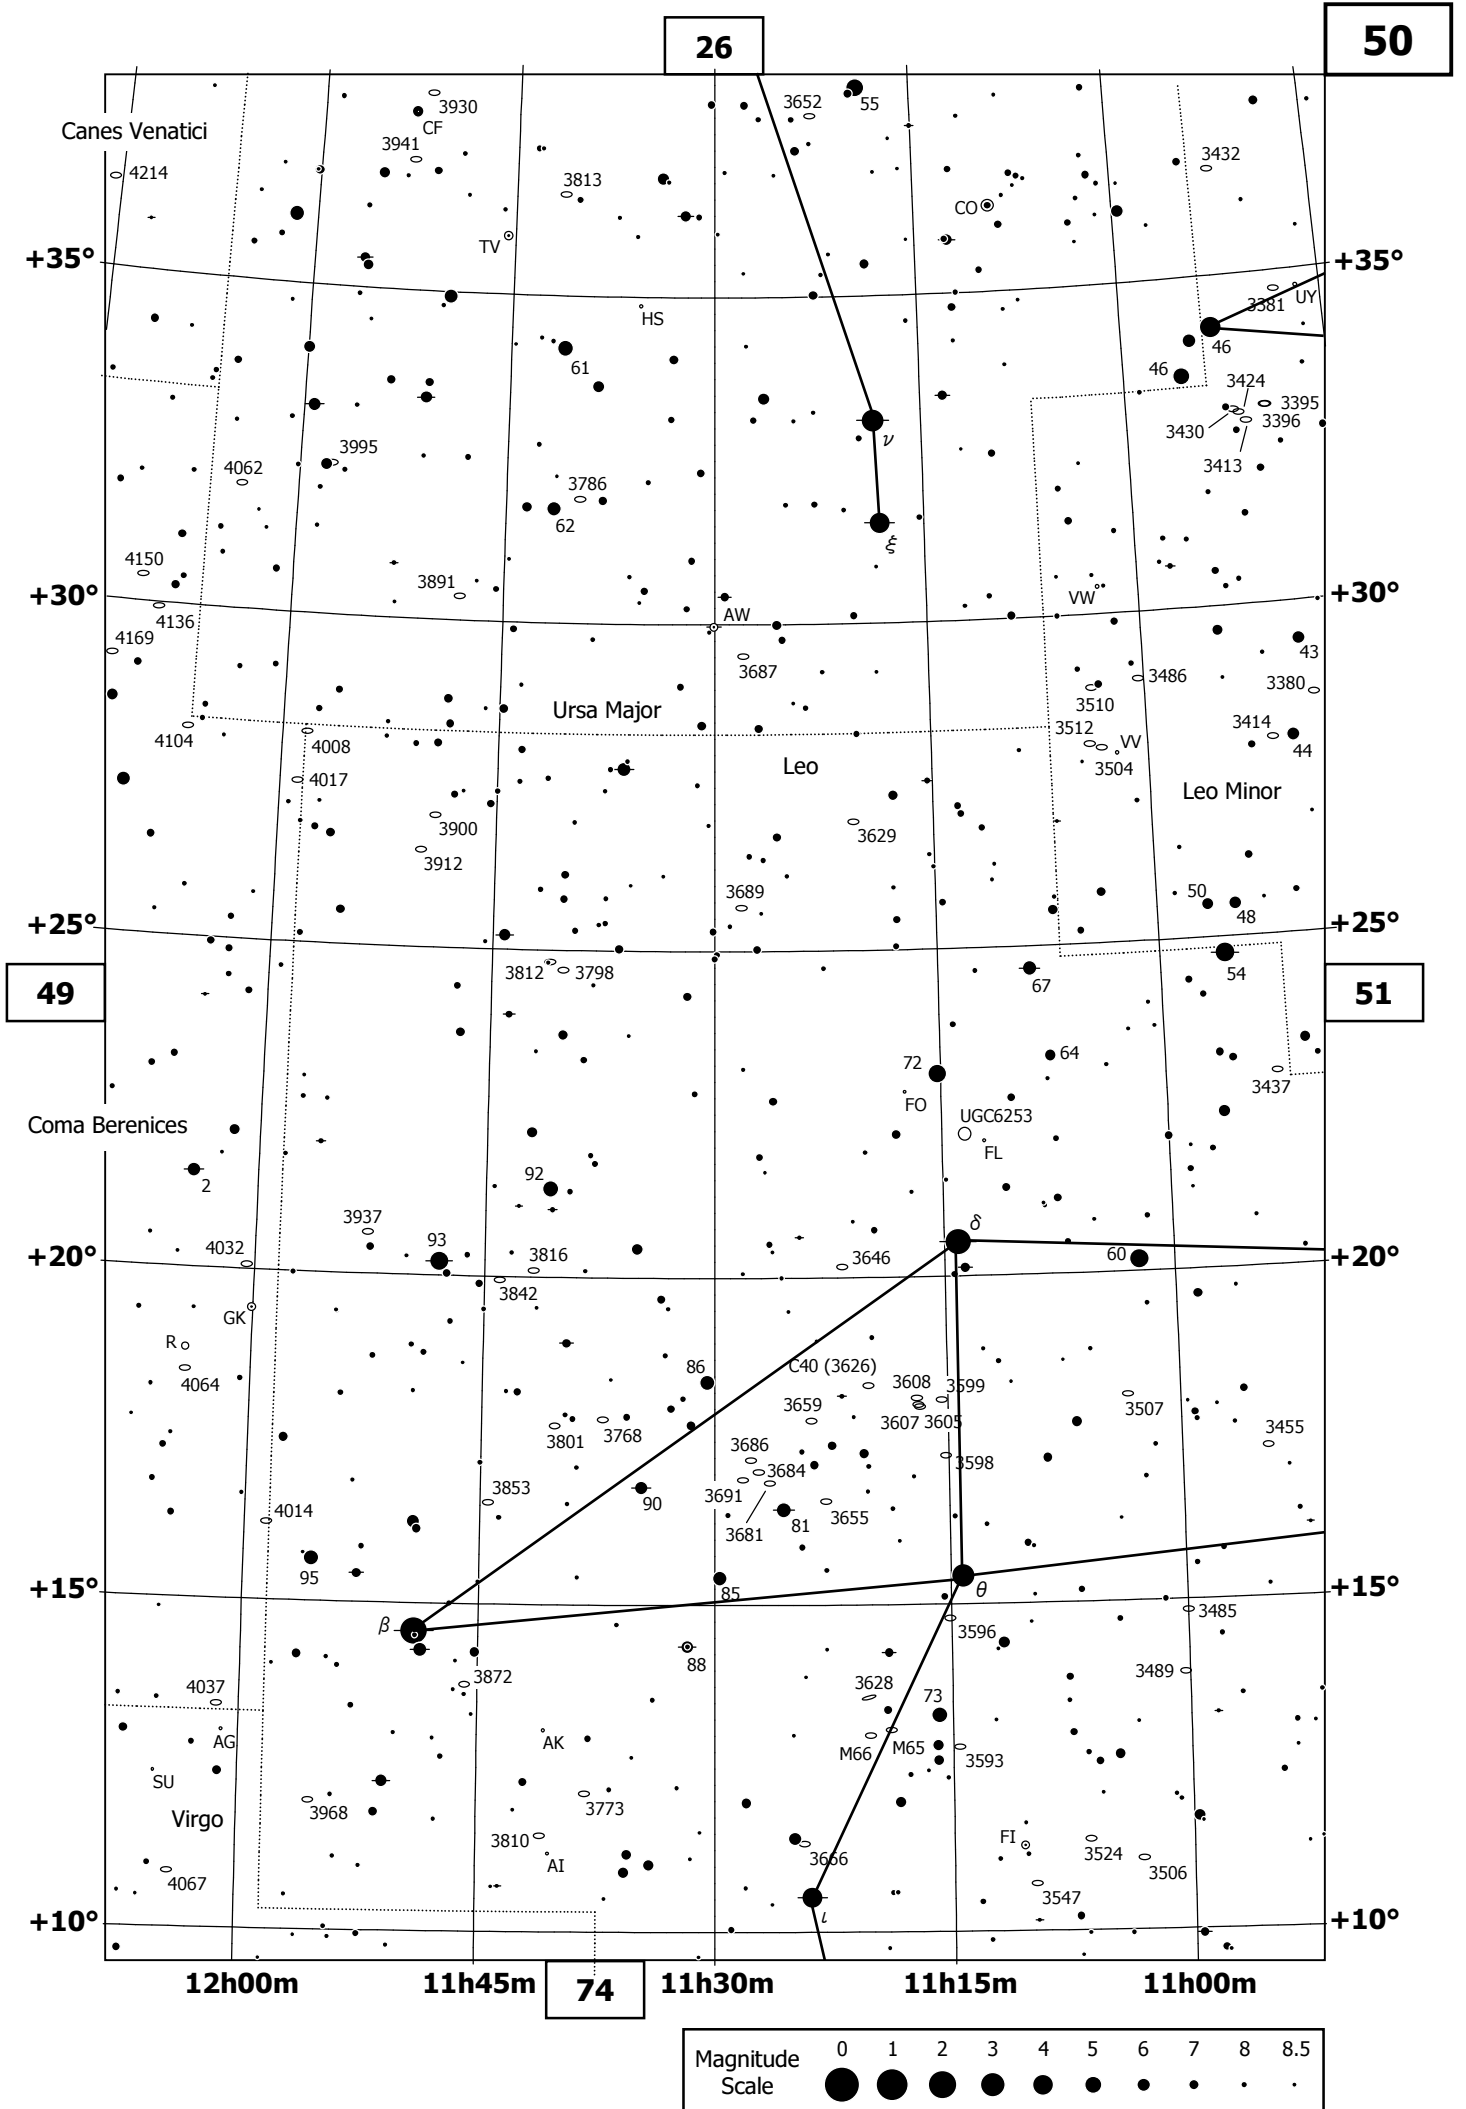 26
50
3652
55
3930
CF
Canes Venatici
3941
3432
4214
3813
CO
TV
+35°
+35°
3381
UY
HS
46
61
46
3424
3395
3430
3396
ν
3413
3995
4062
3786
62
ξ
4150
3891
VW
+30°
+30°
4136
AW
4169
43
3687
3486
3380
3510
Ursa Major
4104
4008
3512
VV
3414
44
3504
Leo
4017
Leo Minor
3900
3629
3912
3689
50
48
+25°
+25°
3812
3798
67
54
49
51
72
64
3437
FO
UGC6253
Coma Berenices
FL
2
92
3937
δ
93
4032
3816
3646
60
+20°
+20°
3842
GK
R
86
C40 (3626)
4064
3608
3599
3659
3507
3607
3605
3801
3768
3455
3686
3684
3598
3853
3691
90
4014
3681
81
3655
95
+15°
+15°
85
θ
3485
β
3596
88
3872
3489
4037
3628
73
AG
AK
M66
M65
3593
SU
3968
3773
Virgo
3810
FI
3524
AI
3666
3506
4067
3547
+10°
+10°
ι
12h00m
11h45m
74
11h30m
11h15m
11h00m
Magnitude
Scale
0 1 2 3 4 5 6 7 8 8.5